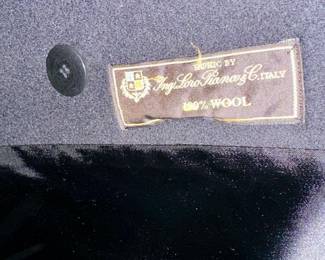 FABRIC BY
Ing. Loro Piana & C. ITALY
100% WOOL